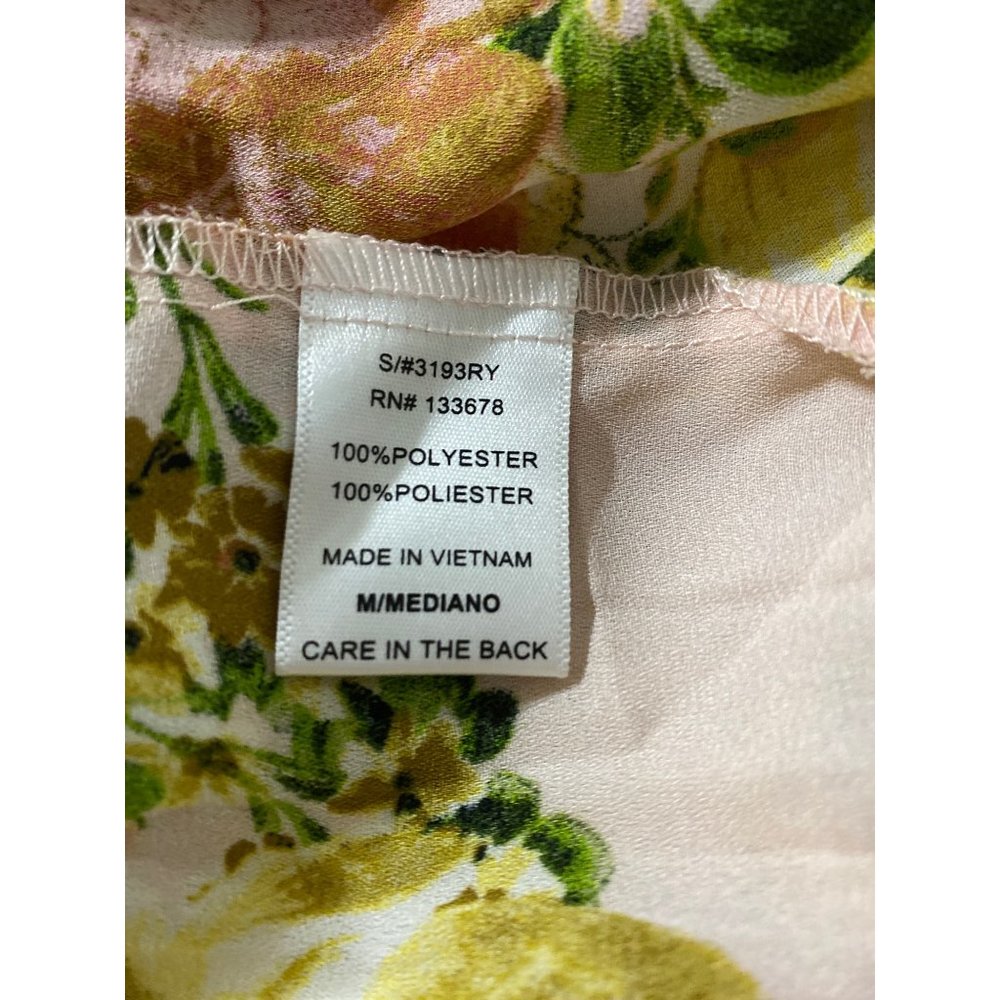 S/#3193RY
RN# 133678
100%POLYESTER
100%POLIESTER
MADE IN VIETNAM
M/MEDIANO
CARE IN THE BACK